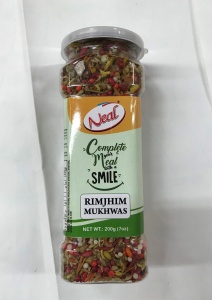 Neal
Complete
your
Meal
with a
SMILE
RIMJHIM
MUKHWAS
NET WT.: 200g (7oz)